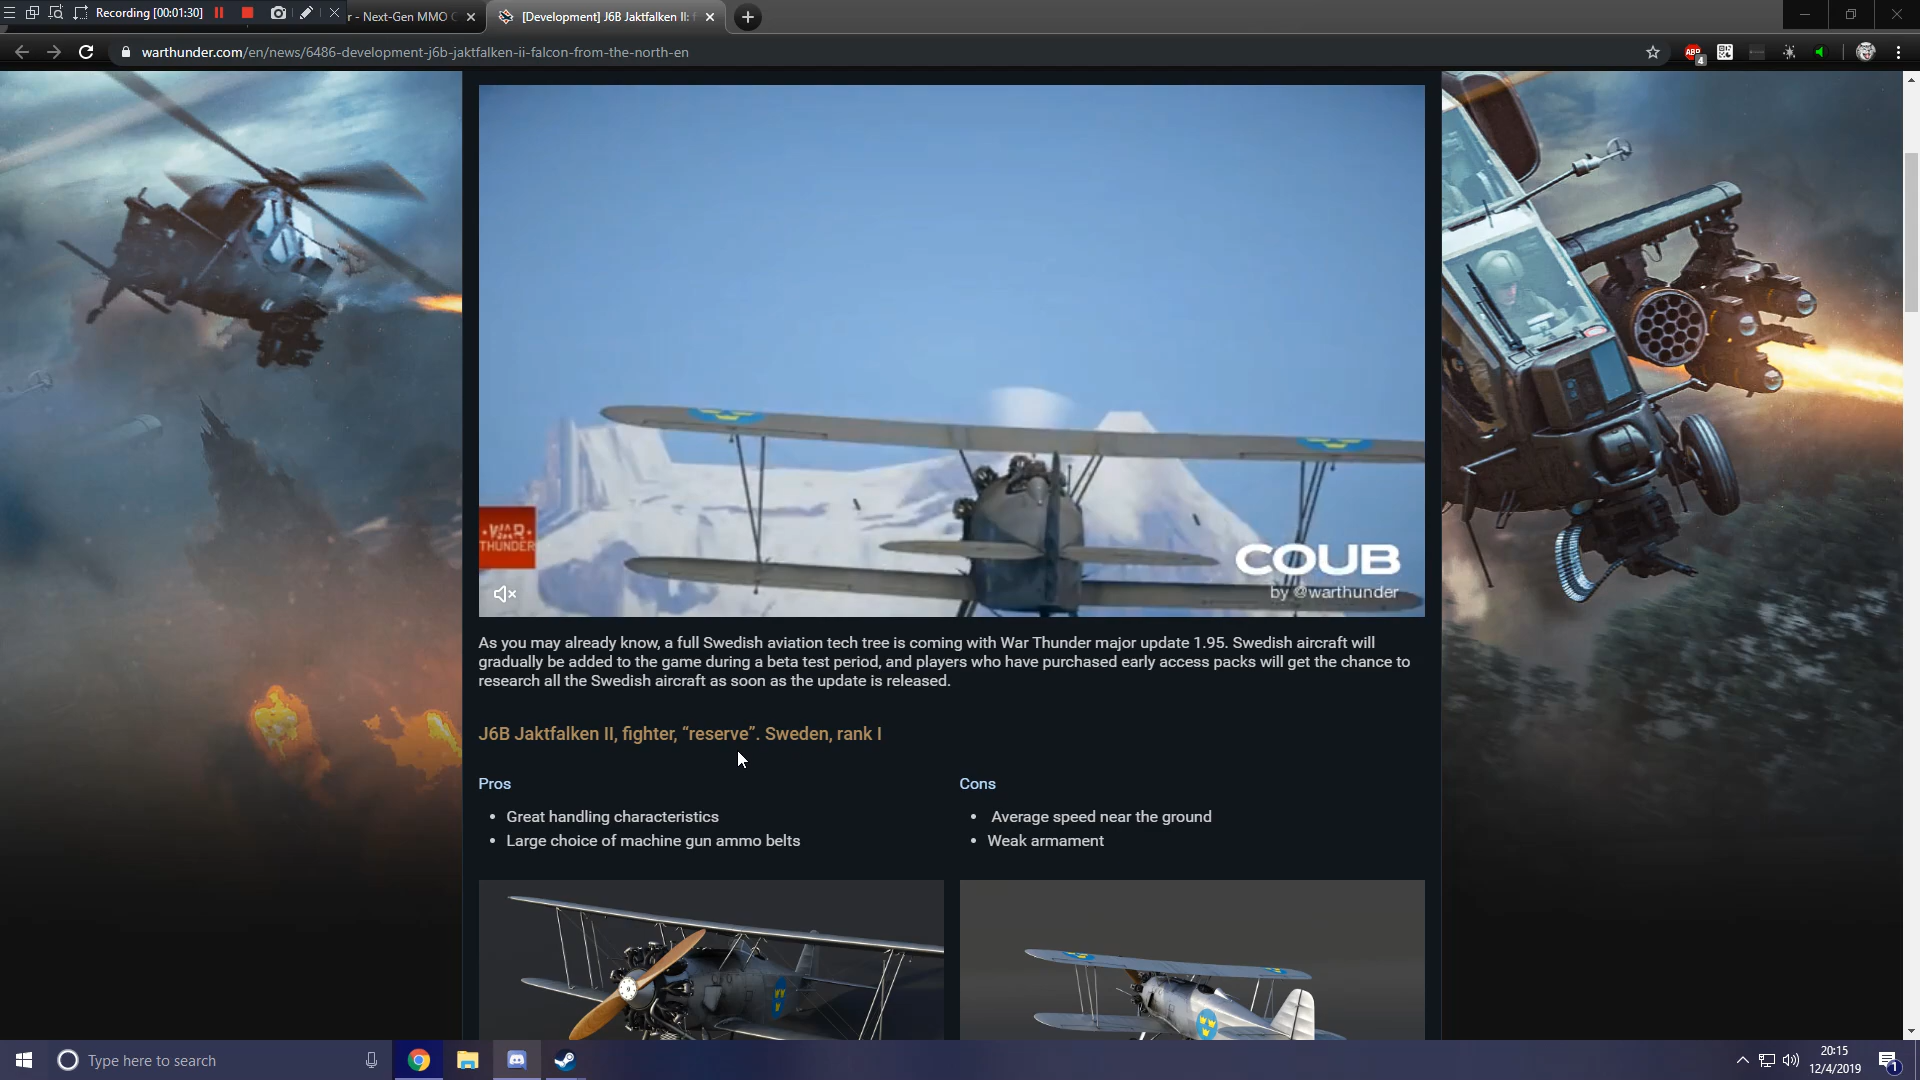 Recording [00:01:30]
r - Next-Gen MMO C
[Development] J6B Jaktfalken II: f
warthunder.com/en/news/6486-development-j6b-jaktfalken-ii-falcon-from-the-north-en
ABP
4
WAR
THUNDER
COUB
by @warthunder
As you may already know, a full Swedish aviation tech tree is coming with War Thunder major update 1.95. Swedish aircraft will
gradually be added to the game during a beta test period, and players who have purchased early access packs will get the chance to
research all the Swedish aircraft as soon as the update is released.
J6B Jaktfalken II, fighter, “reserve”. Sweden, rank I
Pros
Cons
• Great handling characteristics
• Average speed near the ground
• Large choice of machine gun ammo belts
• Weak armament
Type here to search
20:15
12/4/2019
1